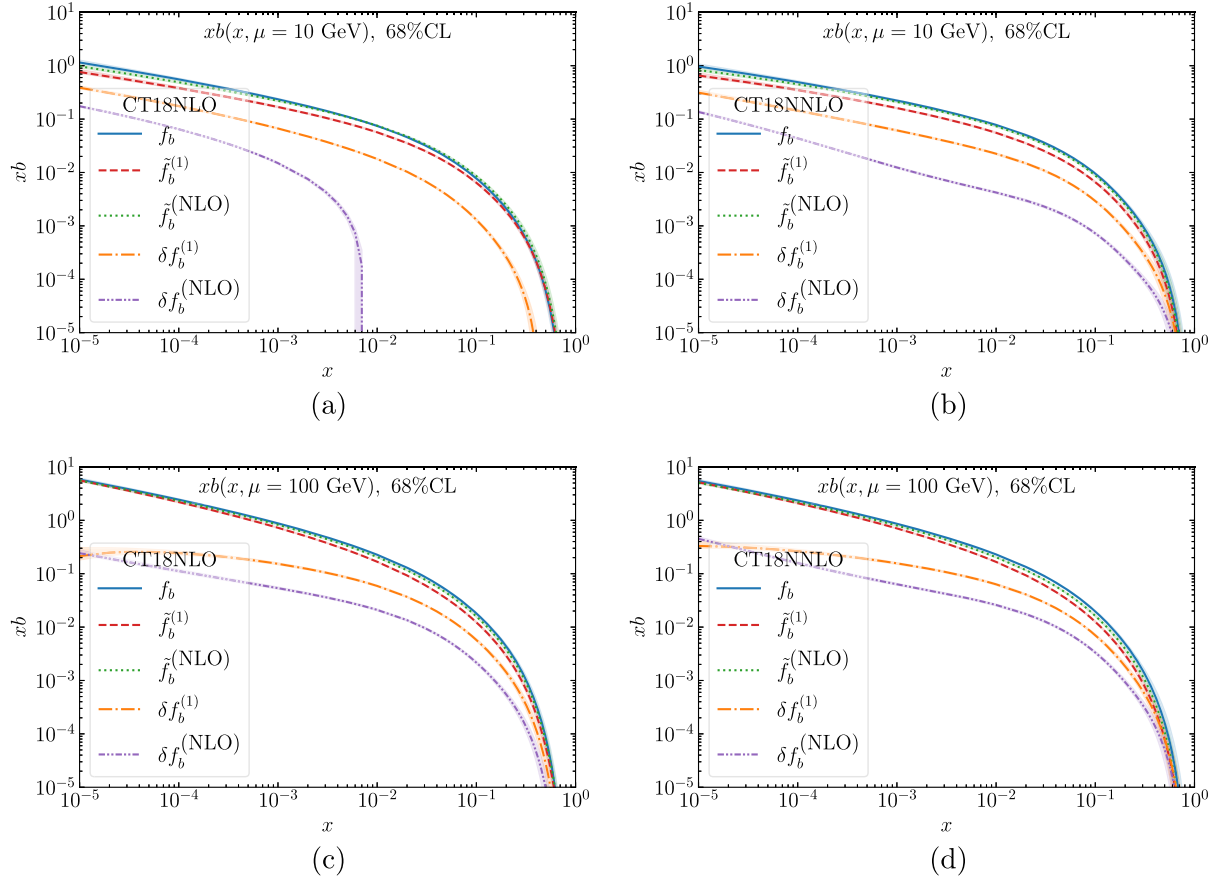 xb(x, μ = 10 GeV), 68%CL
CT18NLO
f_b
f̃_b^(1)
f̃_b^(NLO)
δf_b^(1)
δf_b^(NLO)
10^1
10^0
10^−1
10^−2
10^−3
10^−4
10^−5
xb
10^−5 10^−4 10^−3 10^−2 10^−1 10^0
x
(a)
xb(x, μ = 10 GeV), 68%CL
CT18NNLO
f_b
f̃_b^(1)
f̃_b^(NLO)
δf_b^(1)
δf_b^(NLO)
10^1
10^0
10^−1
10^−2
10^−3
10^−4
10^−5
xb
10^−5 10^−4 10^−3 10^−2 10^−1 10^0
x
(b)
xb(x, μ = 100 GeV), 68%CL
CT18NLO
f_b
f̃_b^(1)
f̃_b^(NLO)
δf_b^(1)
δf_b^(NLO)
10^1
10^0
10^−1
10^−2
10^−3
10^−4
10^−5
xb
10^−5 10^−4 10^−3 10^−2 10^−1 10^0
x
(c)
xb(x, μ = 100 GeV), 68%CL
CT18NNLO
f_b
f̃_b^(1)
f̃_b^(NLO)
δf_b^(1)
δf_b^(NLO)
10^1
10^0
10^−1
10^−2
10^−3
10^−4
10^−5
xb
10^−5 10^−4 10^−3 10^−2 10^−1 10^0
x
(d)